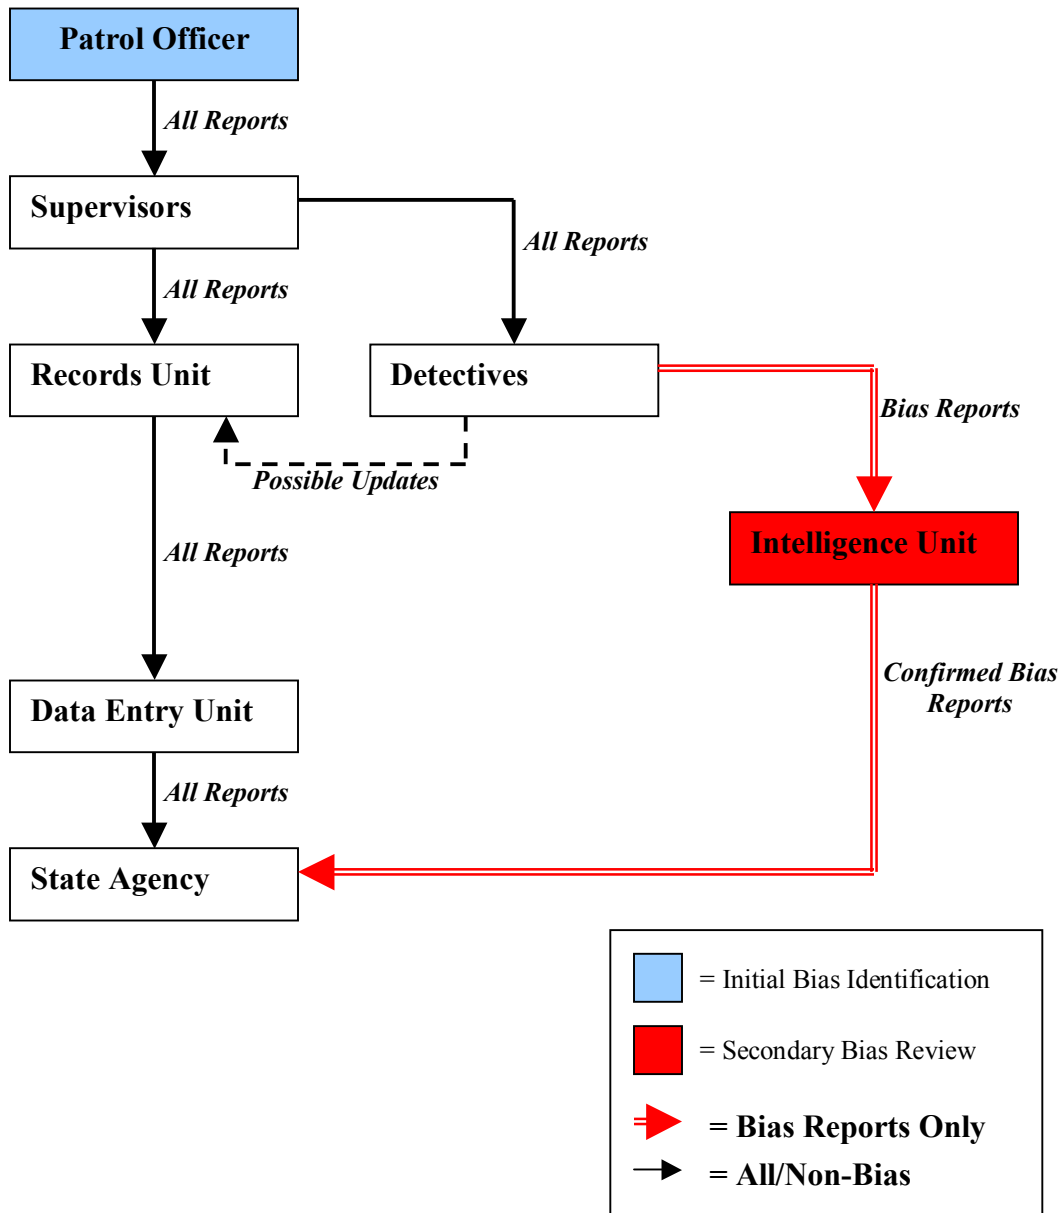 Patrol Officer
All Reports
Supervisors
All Reports
All Reports
Records Unit
Detectives
Bias Reports
Possible Updates
Intelligence Unit
All Reports
Confirmed Bias
Reports
Data Entry Unit
All Reports
State Agency
= Initial Bias Identification
= Secondary Bias Review
= Bias Reports Only
= All/Non-Bias